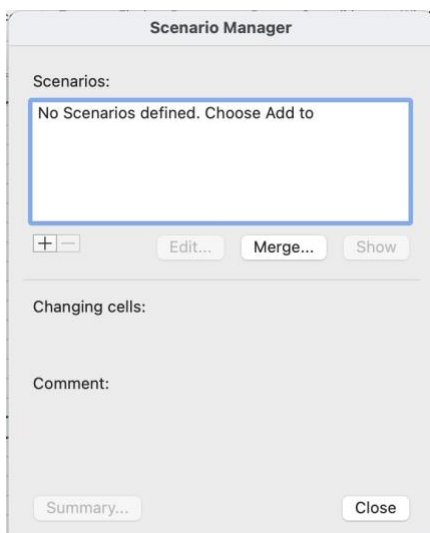 Scenario Manager
Scenarios:
No Scenarios defined. Choose Add to
+ −
Edit... Merge... Show
Changing cells:
Comment:
Summary... Close